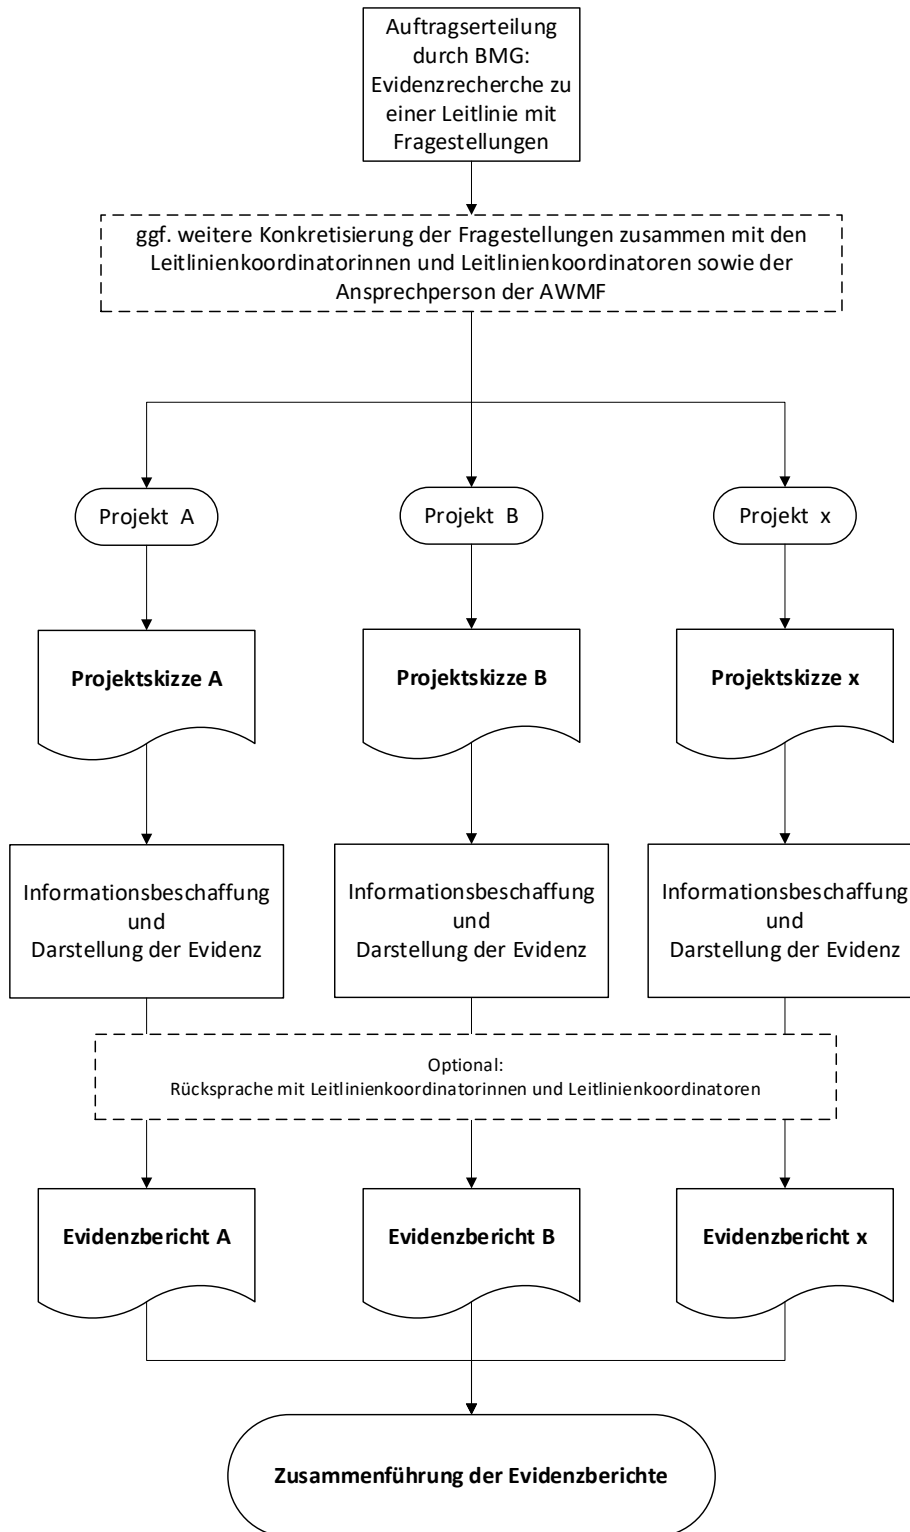 Auftragserteilung
durch BMG:
Evidenzrecherche zu
einer Leitlinie mit
Fragestellungen
ggf. weitere Konkretisierung der Fragestellungen zusammen mit den
Leitlinienkoordinatorinnen und Leitlinienkoordinatoren sowie der
Ansprechperson der AWMF
Projekt A
Projekt B
Projekt x
Projektskizze A
Projektskizze B
Projektskizze x
Informationsbeschaffung
und
Darstellung der Evidenz
Informationsbeschaffung
und
Darstellung der Evidenz
Informationsbeschaffung
und
Darstellung der Evidenz
Optional:
Rücksprache mit Leitlinienkoordinatorinnen und Leitlinienkoordinatoren
Evidenzbericht A
Evidenzbericht B
Evidenzbericht x
Zusammenführung der Evidenzberichte